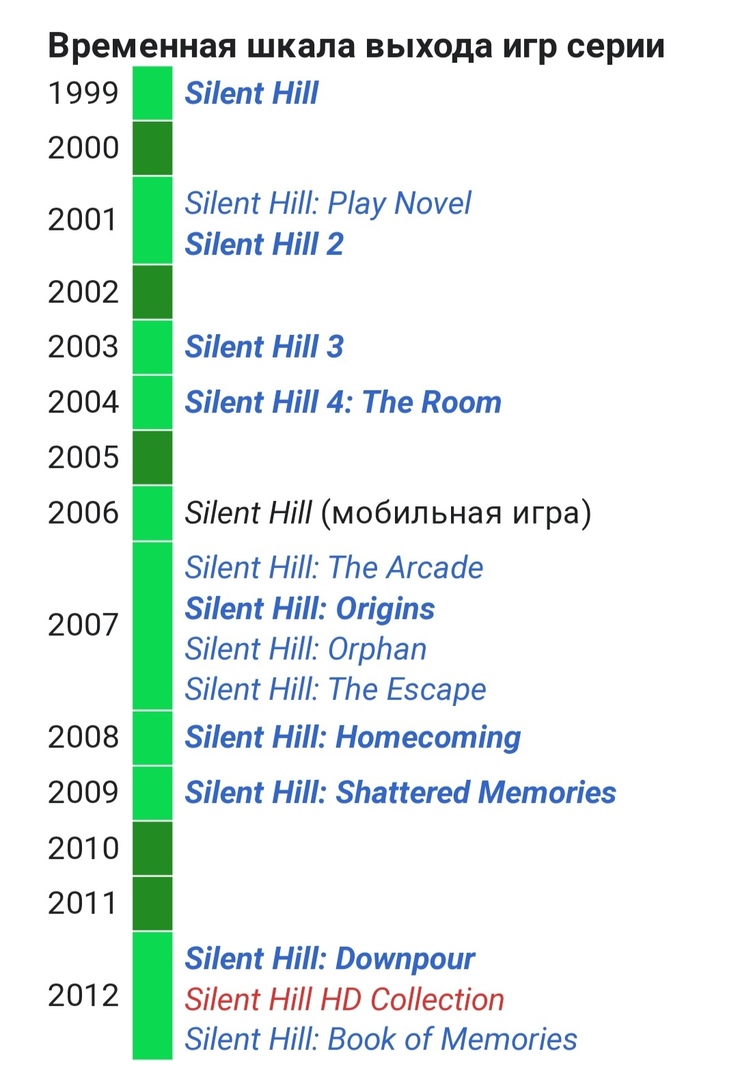 Временная шкала выхода игр серии
1999 Silent Hill
2000
2001 Silent Hill: Play Novel
Silent Hill 2
2002
2003 Silent Hill 3
2004 Silent Hill 4: The Room
2005
2006 Silent Hill (мобильная игра)
2007 Silent Hill: The Arcade
Silent Hill: Origins
Silent Hill: Orphan
Silent Hill: The Escape
2008 Silent Hill: Homecoming
2009 Silent Hill: Shattered Memories
2010
2011
2012 Silent Hill: Downpour
Silent Hill HD Collection
Silent Hill: Book of Memories